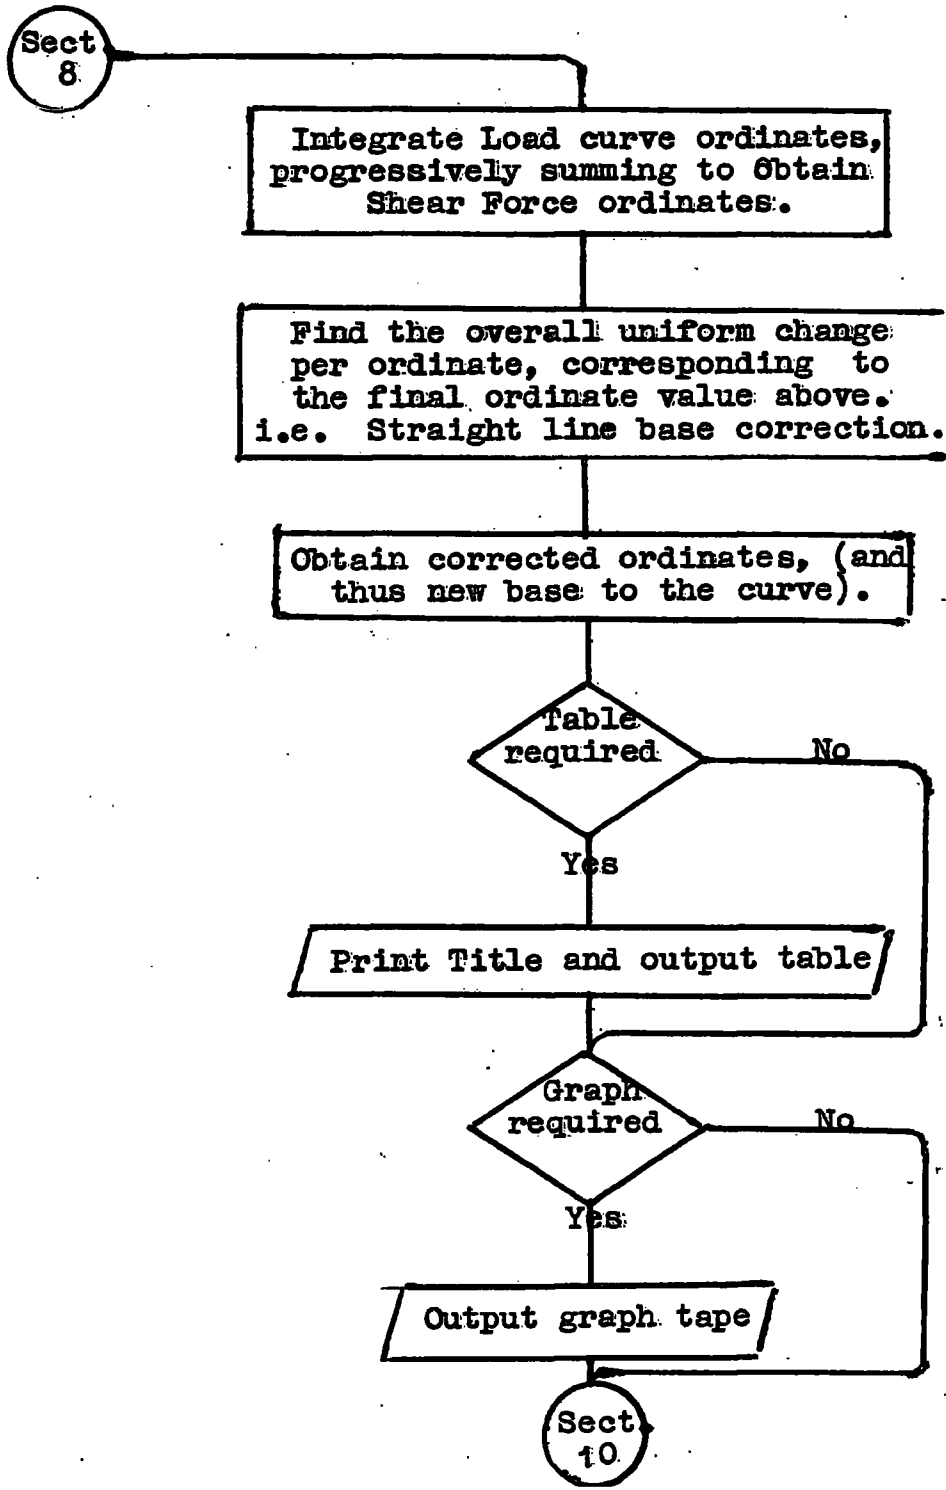 Sect
8
Integrate Load curve ordinates,
progressively summing to Obtain
Shear Force ordinates.
Find the overall uniform change
per ordinate, corresponding to
the final ordinate value above.
i.e. Straight line base correction.
Obtain corrected ordinates, (and
thus new base to the curve).
Table
required
No
Yes
Print Title and output table
Graph
required
No
Yes
Output graph tape
Sect
10